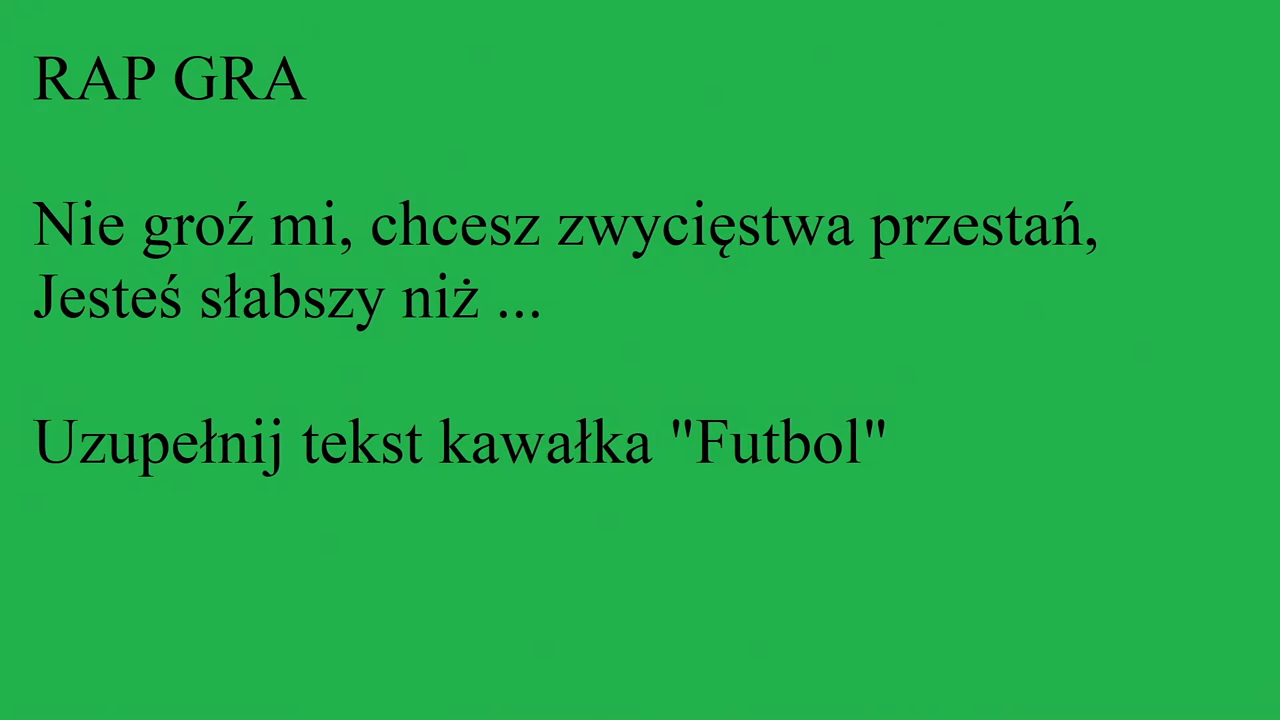 RAP GRA
Nie groź mi, chcesz zwycięstwa przestań,
Jesteś słabszy niż ...
Uzupełnij tekst kawałka "Futbol"